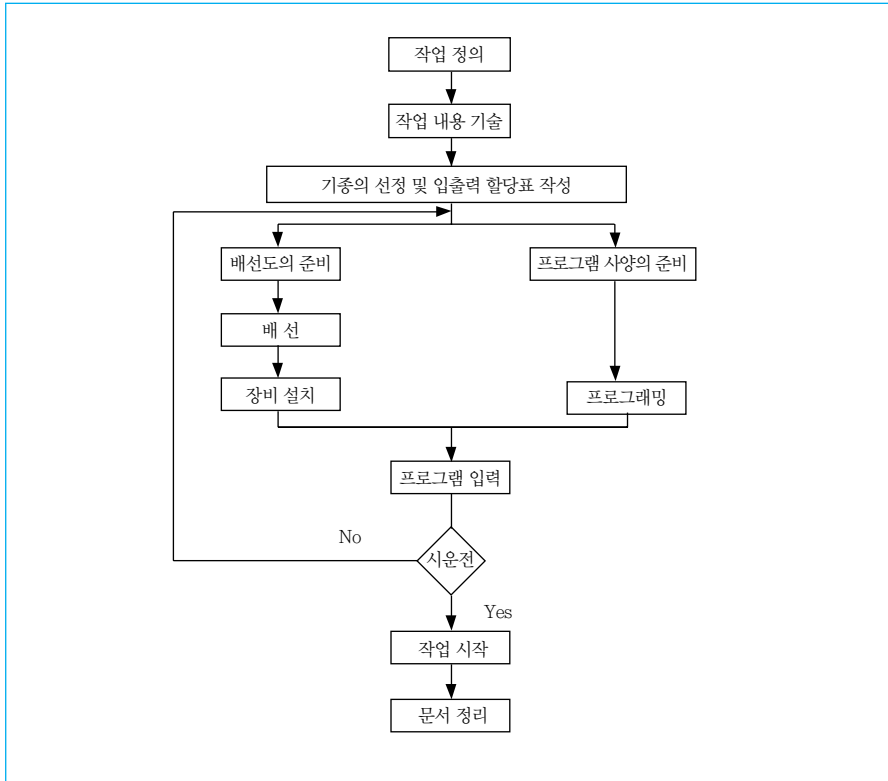 작업 정의
작업 내용 기술
기종의 선정 및 입출력 할당표 작성
배선도의 준비
프로그램 사양의 준비
배 선
장비 설치
프로그래밍
프로그램 입력
No
시운전
Yes
작업 시작
문서 정리